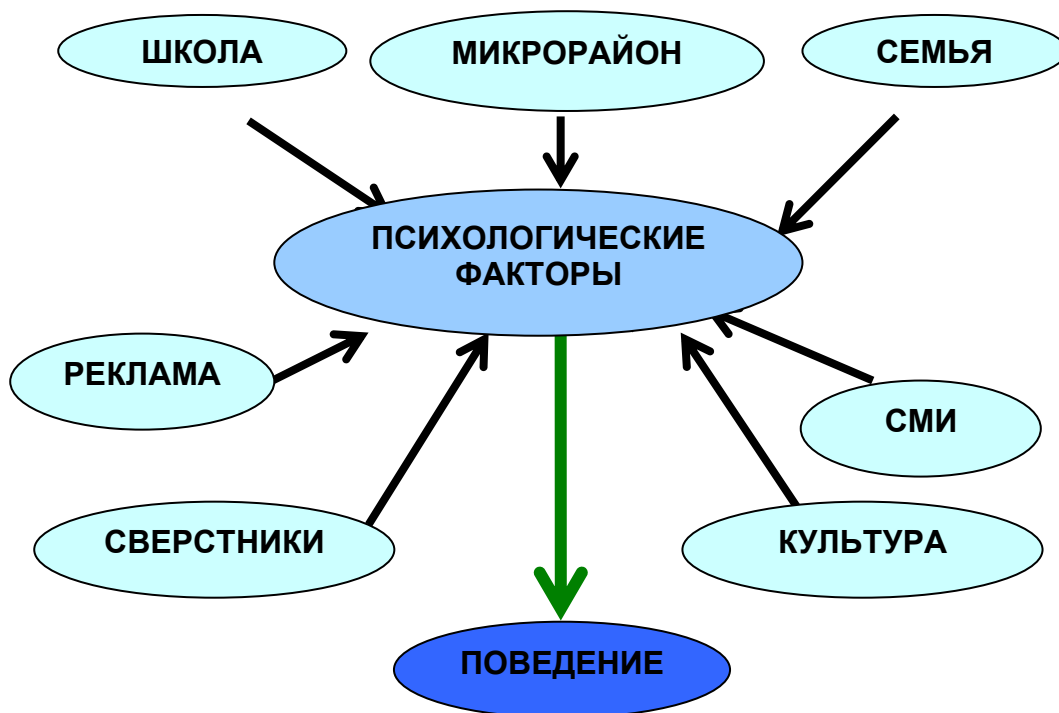 ШКОЛА
МИКРОРАЙОН
СЕМЬЯ
ПСИХОЛОГИЧЕСКИЕ
ФАКТОРЫ
РЕКЛАМА
СМИ
СВЕРСТНИКИ
КУЛЬТУРА
ПОВЕДЕНИЕ